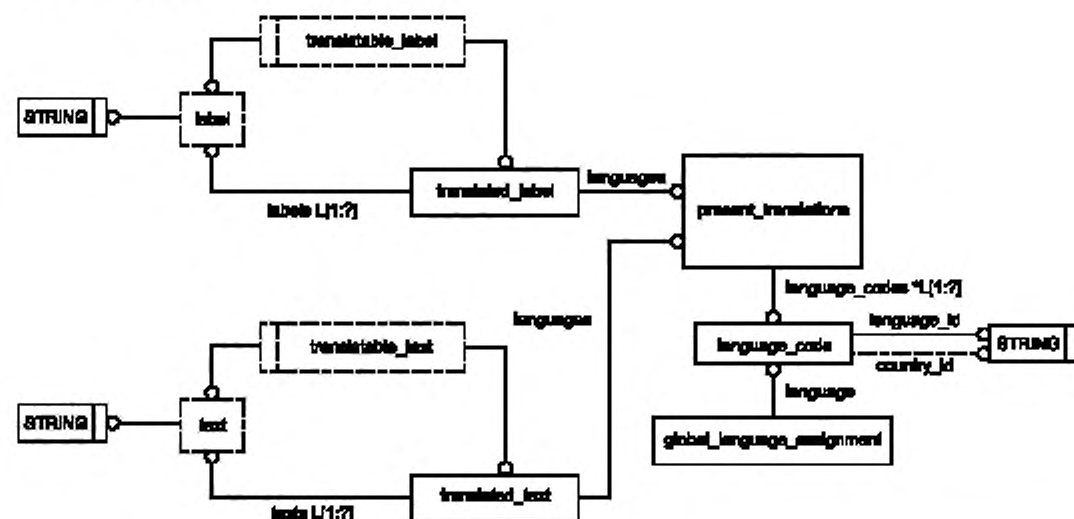 translatable_label
STRING
label
translated_label
languages
labels L[1:?]
present_translations
language_codes *L[1:?]
languages
language_id
translatable_text
language_code
STRING
country_id
STRING
text
language
global_language_assignment
translated_text
texts L[1:?]